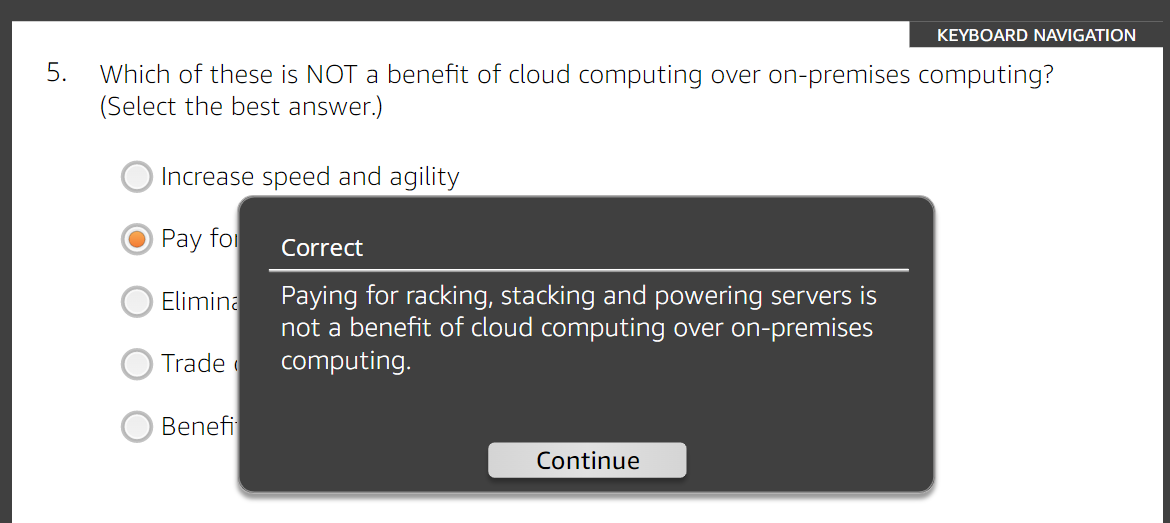 KEYBOARD NAVIGATION
5. Which of these is NOT a benefit of cloud computing over on-premises computing?
(Select the best answer.)
Increase speed and agility
Pay for
Correct
Paying for racking, stacking and powering servers is
not a benefit of cloud computing over on-premises
computing.
Continue
Trade